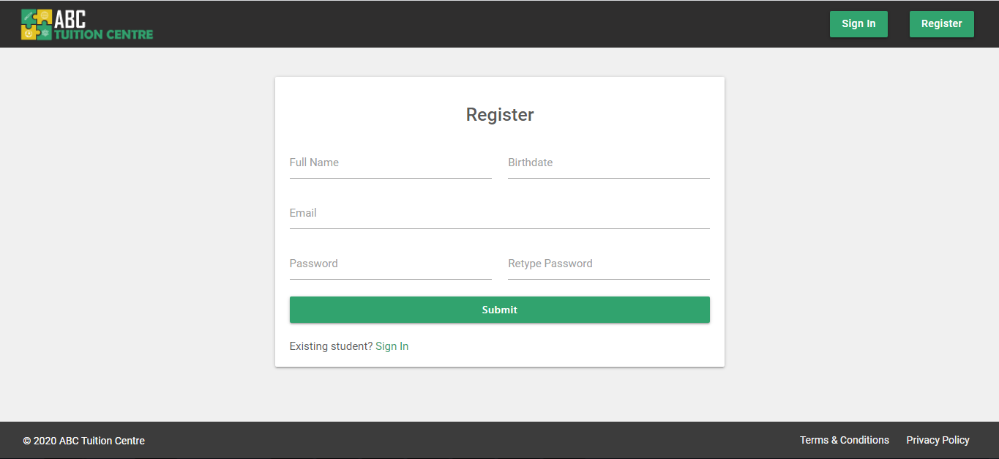 ABC
TUITION CENTRE
Sign In
Register
Register
Full Name
Birthdate
Email
Password
Retype Password
Submit
Existing student? Sign In
© 2020 ABC Tuition Centre
Terms & Conditions
Privacy Policy